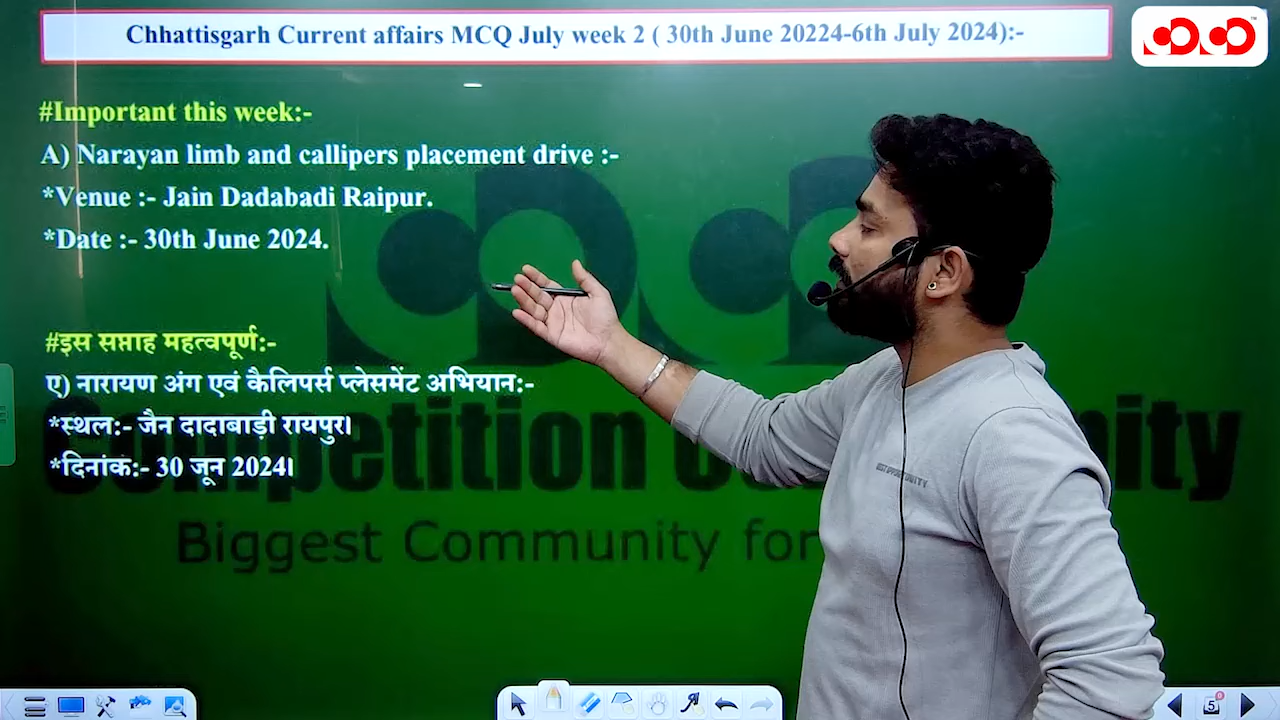 Chhattisgarh Current affairs MCQ July week 2 ( 30th June 20224-6th July 2024):-
#Important this week:-
A) Narayan limb and callipers placement drive :-
*Venue :- Jain Dadabadi Raipur.
*Date :- 30th June 2024.
#इस सप्ताह महत्वपूर्ण:-
ए) नारायण अंग एवं कैलिपर्स प्लेसमेंट अभियान:-
*स्थल:- जैन दादाबाड़ी रायपुर।
*दिनांक:- 30 जून 2024।
Biggest Community for
5